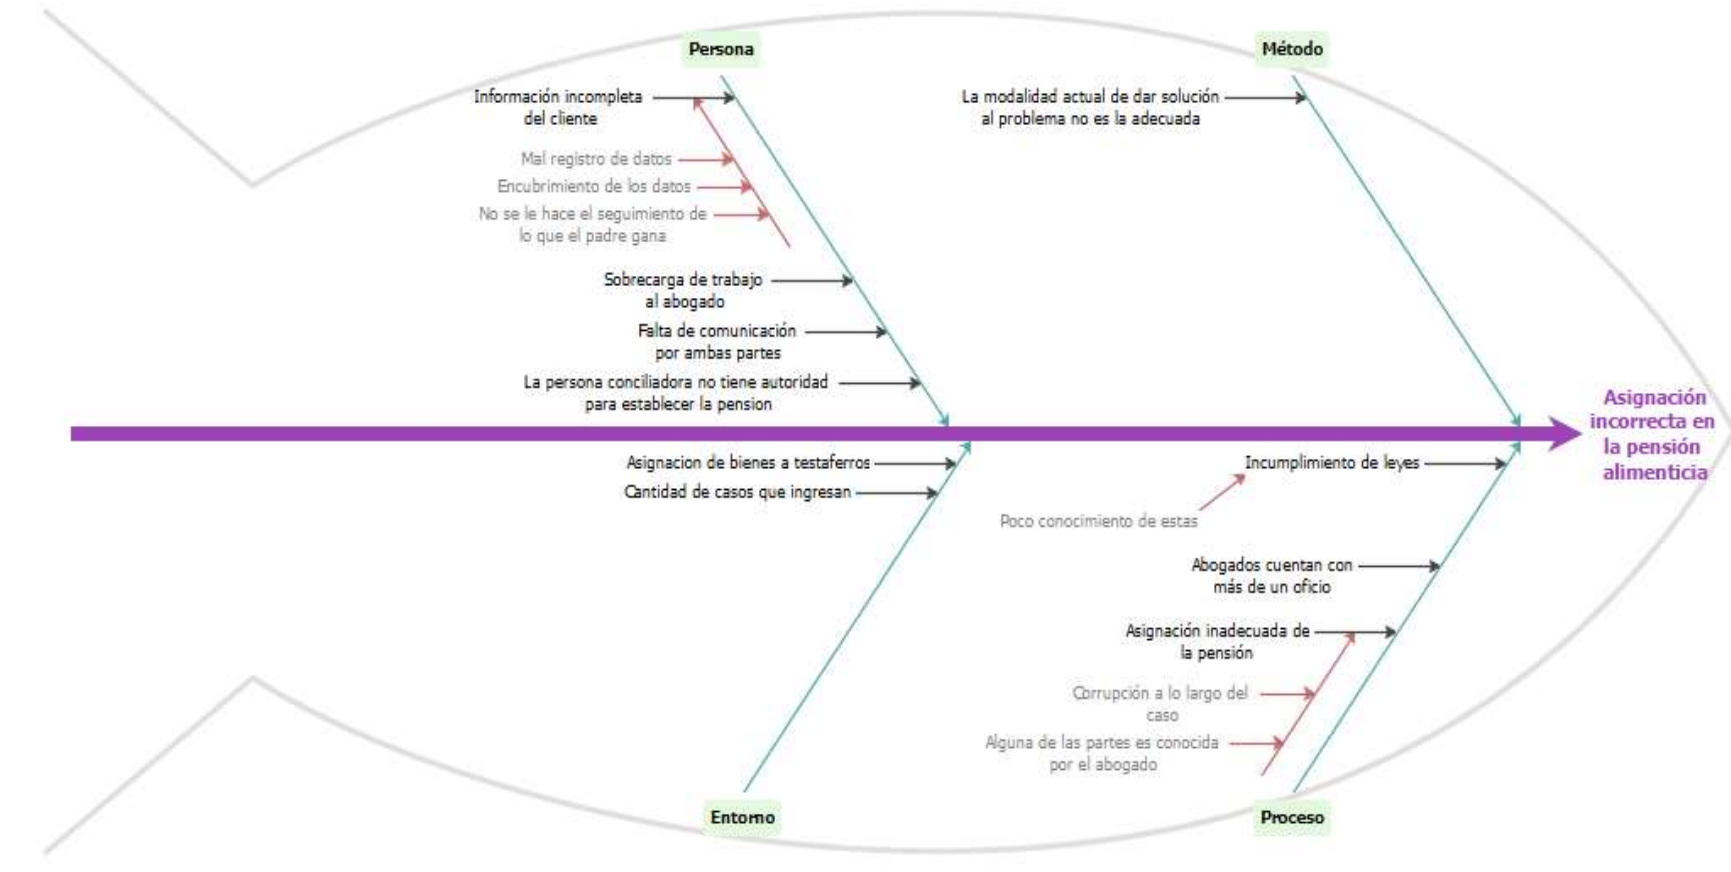 Persona
Información incompleta
del cliente
Mal registro de datos
Encubrimiento de los datos
No se le hace el seguimiento de
lo que el padre gana
Sobrecarga de trabajo
al abogado
Falta de comunicación
por ambas partes
La persona conciliadora no tiene autoridad
para establecer la pension
Método
La modalidad actual de dar solución
al problema no es la adecuada
Asignación
incorrecta en
la pensión
alimenticia
Asignacion de bienes a testaferros
Cantidad de casos que ingresan
Entorno
Incumplimiento de leyes
Poco conocimiento de estas
Abogados cuentan con
más de un oficio
Asignación inadecuada de
la pensión
Corrupción a lo largo del
caso
Alguna de las partes es conocida
por el abogado
Proceso